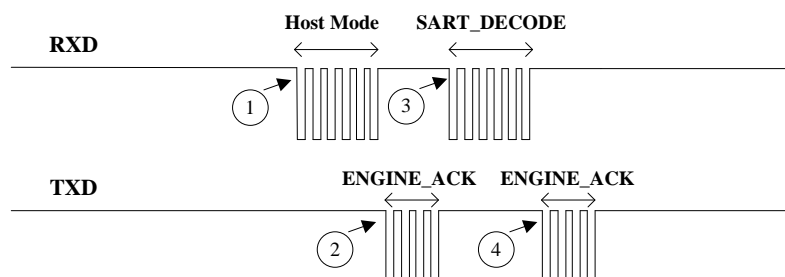 Host Mode SART_DECODE
RXD
1 3
ENGINE_ACK ENGINE_ACK
TXD
2 4